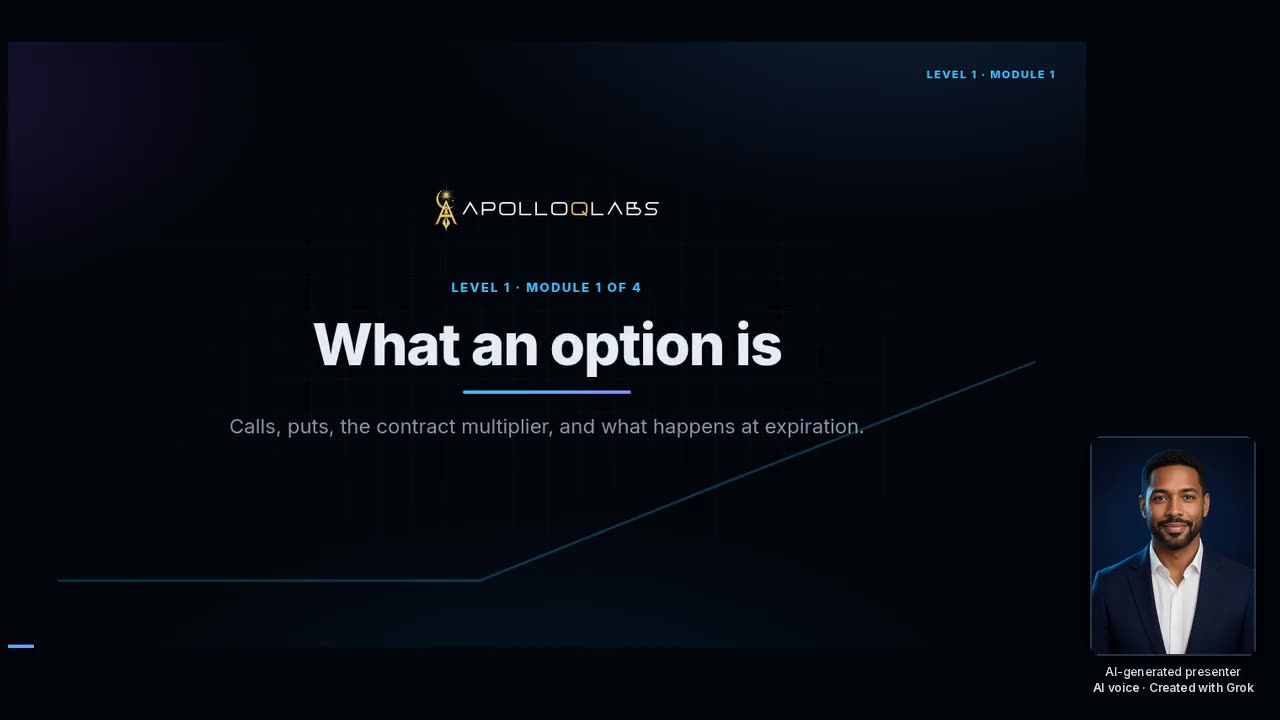 LEVEL 1 · MODULE 1
APOLLOQLABS
LEVEL 1 · MODULE 1 OF 4
What an option is
Calls, puts, the contract multiplier, and what happens at expiration.
AI-generated presenter
AI voice · Created with Grok